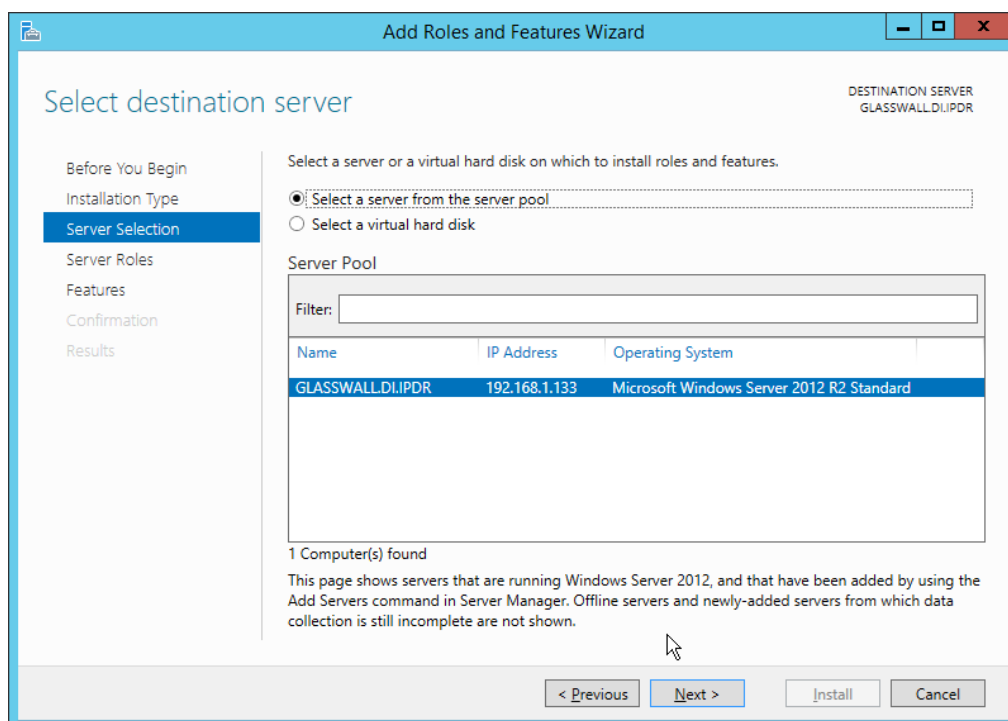 Add Roles and Features Wizard
Select destination server
DESTINATION SERVER
GLASSWALL.DI.IPDR
Before You Begin
Installation Type
Server Selection
Server Roles
Features
Confirmation
Results
Select a server or a virtual hard disk on which to install roles and features.
Select a server from the server pool
Select a virtual hard disk
Server Pool
Filter:
Name IP Address Operating System
GLASSWALL.DI.IPDR 192.168.1.133 Microsoft Windows Server 2012 R2 Standard
1 Computer(s) found
This page shows servers that are running Windows Server 2012, and that have been added by using the
Add Servers command in Server Manager. Offline servers and newly-added servers from which data
collection is still incomplete are not shown.
< Previous Next > Install Cancel